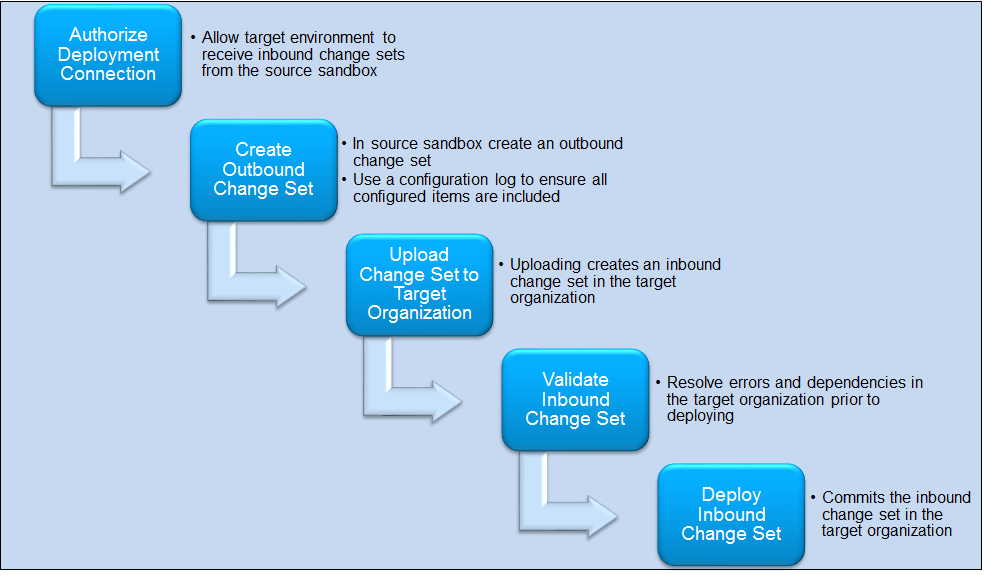 Authorize
Deployment
Connection
• Allow target environment to
receive inbound change sets
from the source sandbox
Create
Outbound
Change Set
• In source sandbox create an outbound
change set
• Use a configuration log to ensure all
configured items are included
Upload
Change Set to
Target
Organization
• Uploading creates an inbound
change set in the target
organization
Validate
Inbound
Change Set
• Resolve errors and dependencies in
the target organization prior to
deploying
Deploy
Inbound
Change Set
• Commits the inbound
change set in the
target organization